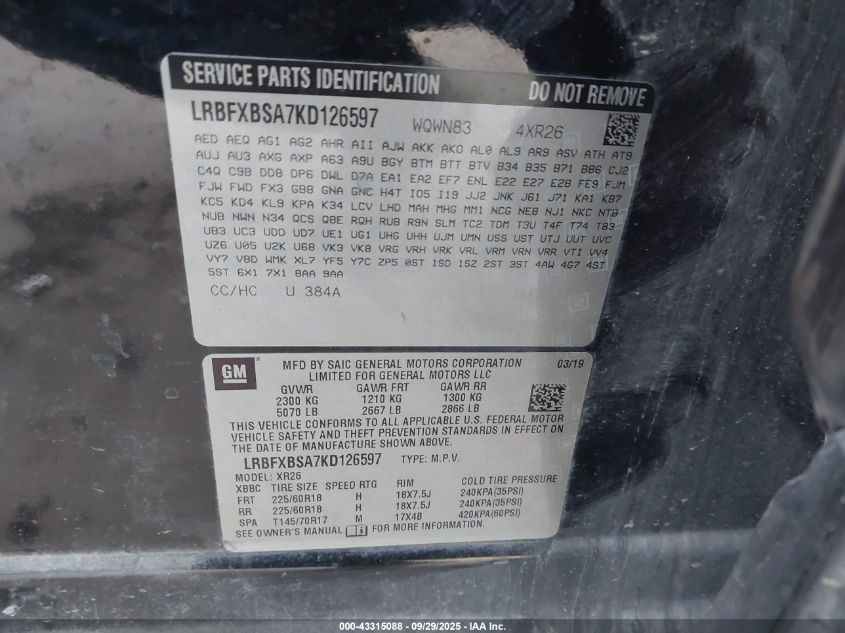 SERVICE PARTS IDENTIFICATION DO NOT REMOVE
LRBFXBSA7KD126597 WQWN83 4XR26
AED AEQ AG1 AG2 AHR AII AJW AKK AKO AL0 AL9 AR9 ASV ATH AT9
AUJ AU3 AXG AXP A63 A9U BGY BTM BTT BTV B34 B35 B71 B86 CJ2
C4Q C9B DD8 DP6 DWL D7A EA1 EA2 EF7 ENL E22 E27 E28 FE9 FJM
FJW FWD FX3 GB8 GNA GNC H4T IO5 I19 JJ2 JNK J61 J71 KA1 KB7
KC5 KD4 KL9 KPA K34 LCV LHD MAH MHG MM1 NCG NE8 NJ1 NKC NTB
NUB NWN N34 QCS Q8E RQH RUB R9N SLM TC2 TDM T3U T4F T74 T83
UB3 UC3 UDD UD7 UE1 UG1 UHG UHH UJM UMN USS UST UTJ UUT UVC
UZ6 U05 U2K U68 VK3 VK8 VRG VRH VRK VRL VRM VRN VRR VTI VV4
VY7 V8D WMK XL7 YF5 Y7C ZP5 0ST 1SD 1SZ 2ST 3ST 4AW 4G7 4ST
5ST 6X1 7X1 8AA 9AA
CC/HC U 384A
GM
MFD BY SAIC GENERAL MOTORS CORPORATION 03/19
LIMITED FOR GENERAL MOTORS LLC
GVWR GAWR FRT GAWR RR
2300 KG 1210 KG 1300 KG
5070 LB 2667 LB 2866 LB
THIS VEHICLE CONFORMS TO ALL APPLICABLE U.S. FEDERAL MOTOR
VEHICLE SAFETY AND THEFT PREVENTION STANDARDS IN EFFECT ON
THE DATE OF MANUFACTURE SHOWN ABOVE.
LRBFXBSA7KD126597 TYPE: M.P.V.
MODEL: XR26
XBBC TIRE SIZE SPEED RTG RIM COLD TIRE PRESSURE
FRT 225/60R18 H 18X7.5J 240KPA(35PSI)
RR 225/60R18 H 18X7.5J 240KPA(35PSI)
SPA T145/70R17 M 17X4B 420KPA(60PSI)
SEE OWNER'S MANUAL FOR MORE INFORMATION.
000-43315088 - 09/29/2025 - IAA Inc.